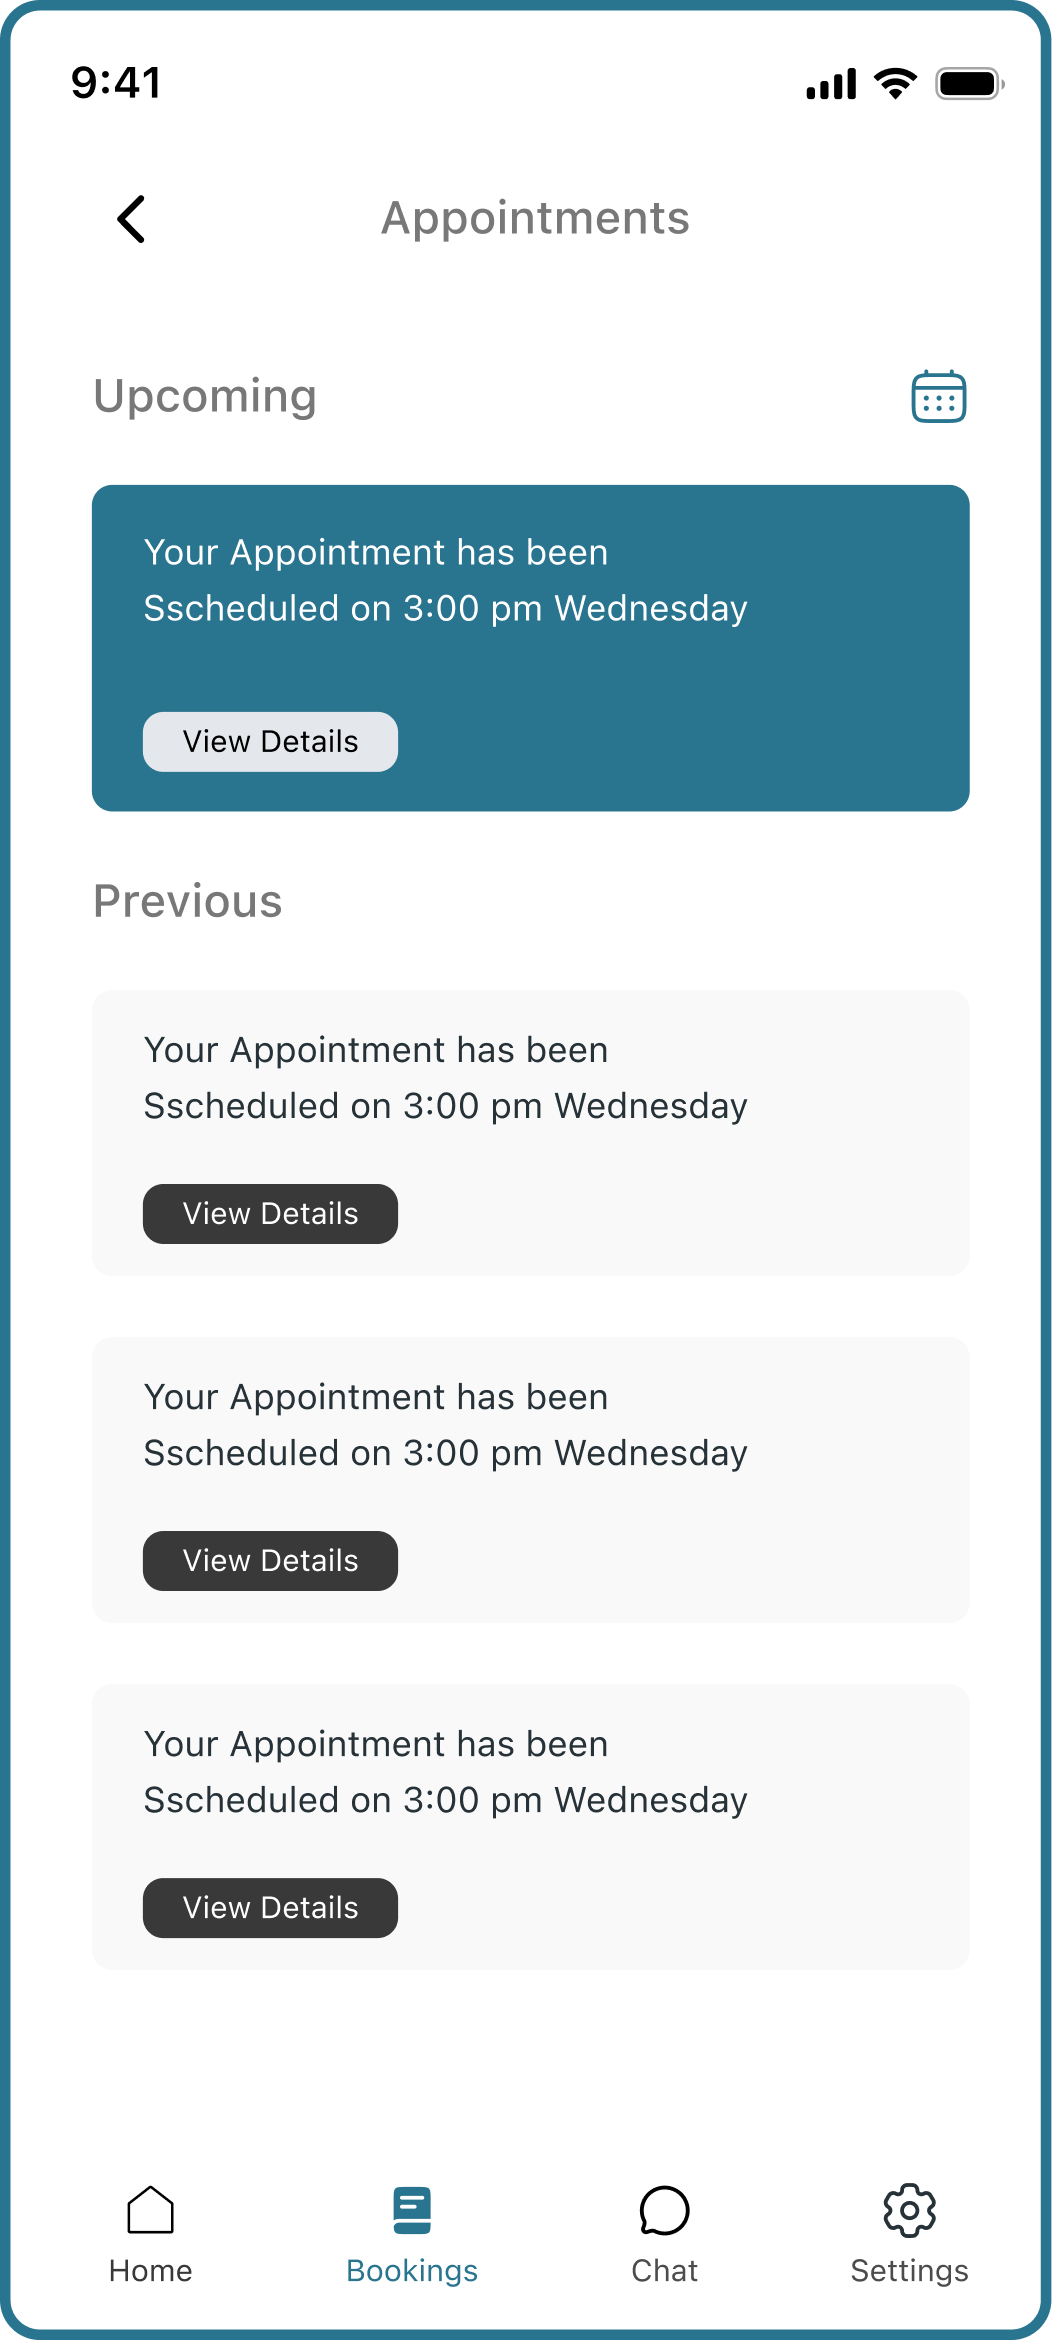 9:41
Appointments
Upcoming
Your Appointment has been
Sscheduled on 3:00 pm Wednesday
View Details
Previous
Your Appointment has been
Sscheduled on 3:00 pm Wednesday
View Details
Your Appointment has been
Sscheduled on 3:00 pm Wednesday
View Details
Your Appointment has been
Sscheduled on 3:00 pm Wednesday
View Details
Home Bookings Chat Settings